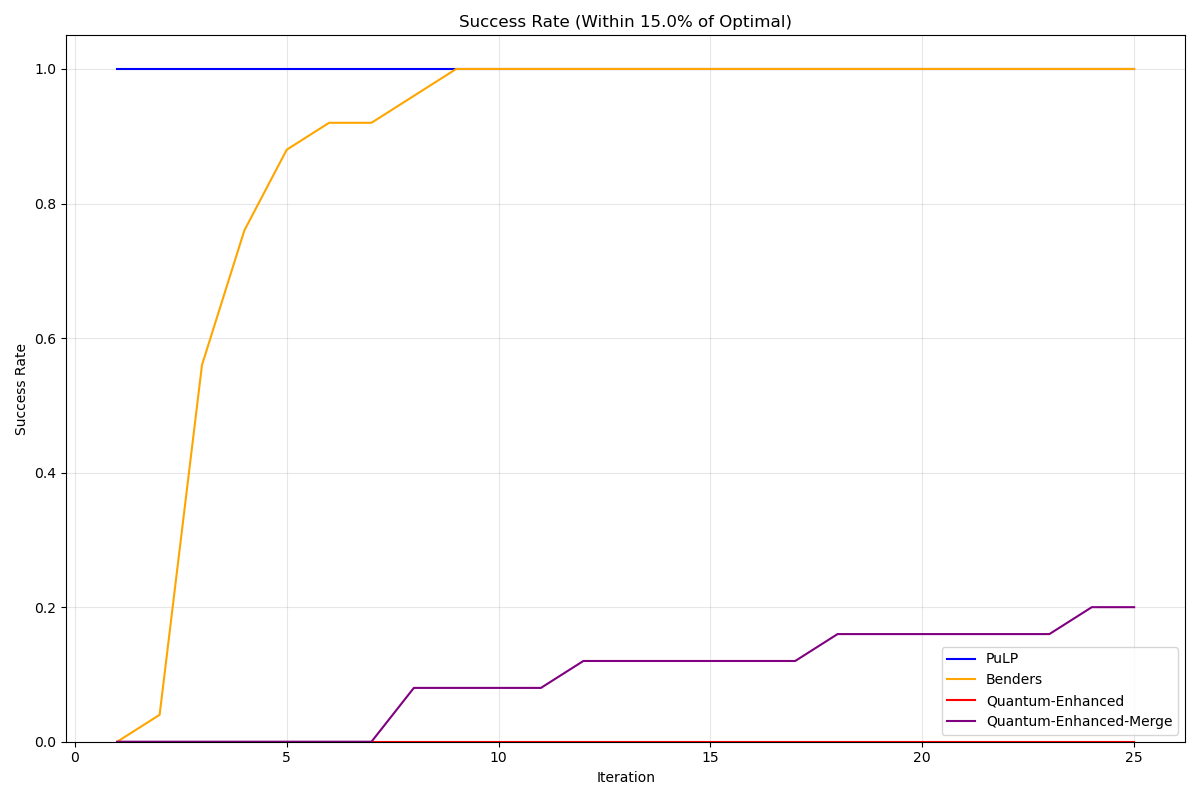 Success Rate (Within 15.0% of Optimal)
1.0
0.8
0.6
0.4
0.2
0.0
Success Rate
0
5
10
15
20
25
Iteration
PuLP
Benders
Quantum-Enhanced
Quantum-Enhanced-Merge